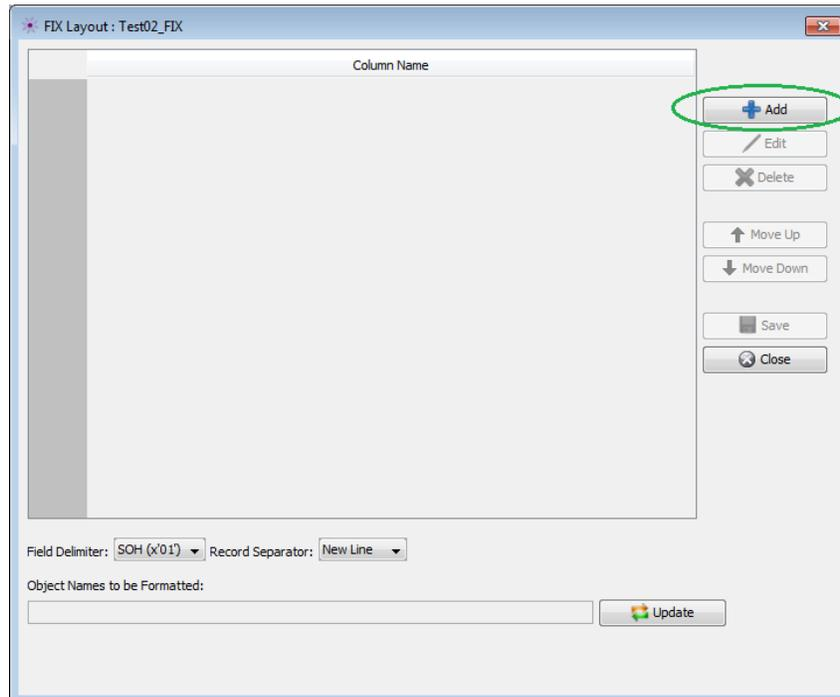 FIX Layout : Test02_FIX
Column Name
Add
Edit
Delete
Move Up
Move Down
Save
Close
Field Delimiter: SOH (x'01') Record Separator: New Line
Object Names to be Formatted:
Update